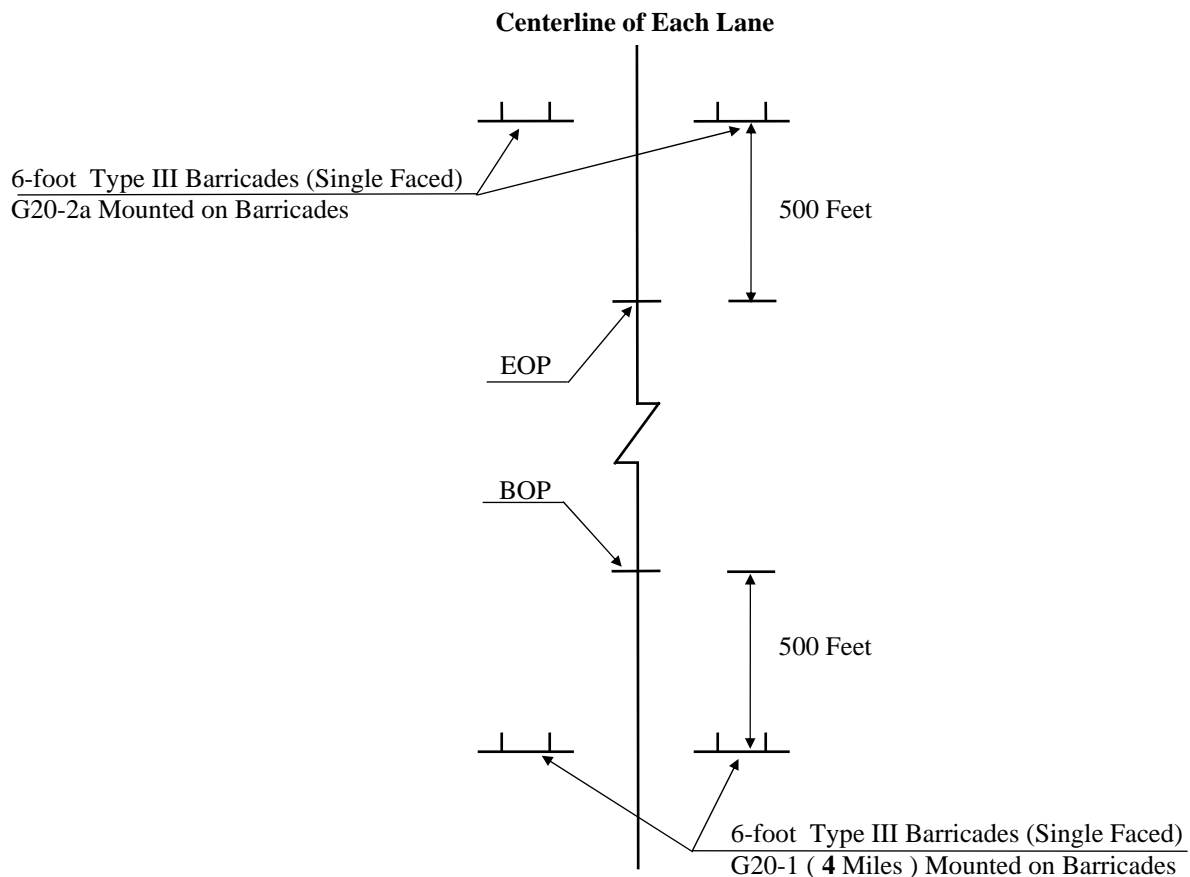 Centerline of Each Lane
6-foot Type III Barricades (Single Faced)
G20-2a Mounted on Barricades
500 Feet
EOP
BOP
500 Feet
6-foot Type III Barricades (Single Faced)
G20-1 ( 4 Miles ) Mounted on Barricades